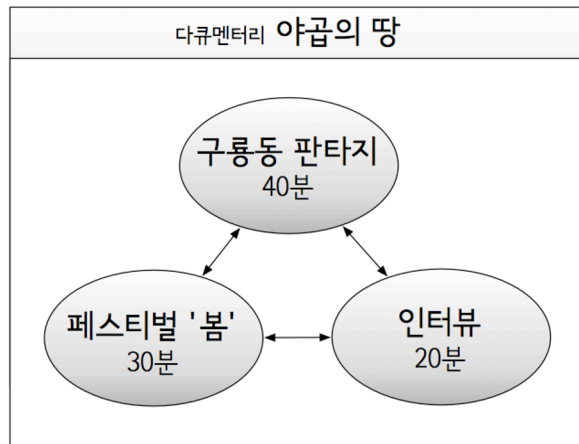 다큐멘터리 야곱의 땅
구룡동 판타지
40분
페스티벌 '봄'
30분
인터뷰
20분